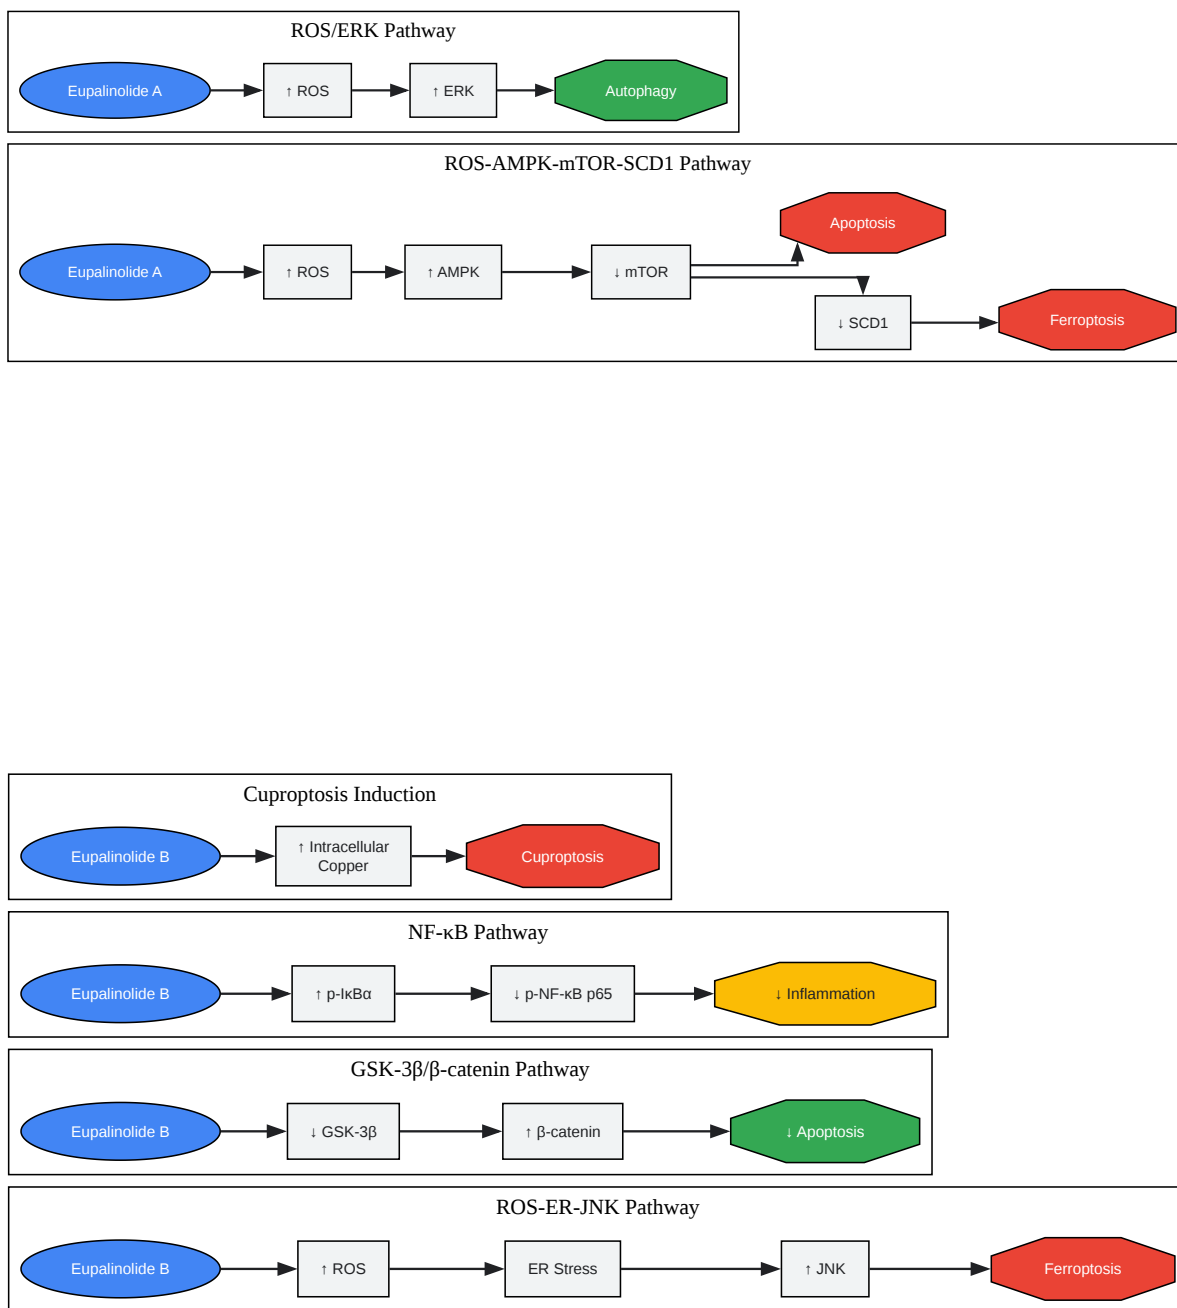 ROS/ERK Pathway
Eupalinolide A
↑ ROS
↑ ERK
Autophagy
ROS-AMPK-mTOR-SCD1 Pathway
Apoptosis
Eupalinolide A
↑ ROS
↑ AMPK
↓ mTOR
↓ SCD1
Ferroptosis
Cuproptosis Induction
Eupalinolide B
↑ Intracellular
Copper
Cuproptosis
NF-κB Pathway
Eupalinolide B
↑ p-IκBα
↓ p-NF-κB p65
↓ Inflammation
GSK-3β/β-catenin Pathway
Eupalinolide B
↓ GSK-3β
↑ β-catenin
↓ Apoptosis
ROS-ER-JNK Pathway
Eupalinolide B
↑ ROS
ER Stress
↑ JNK
Ferroptosis